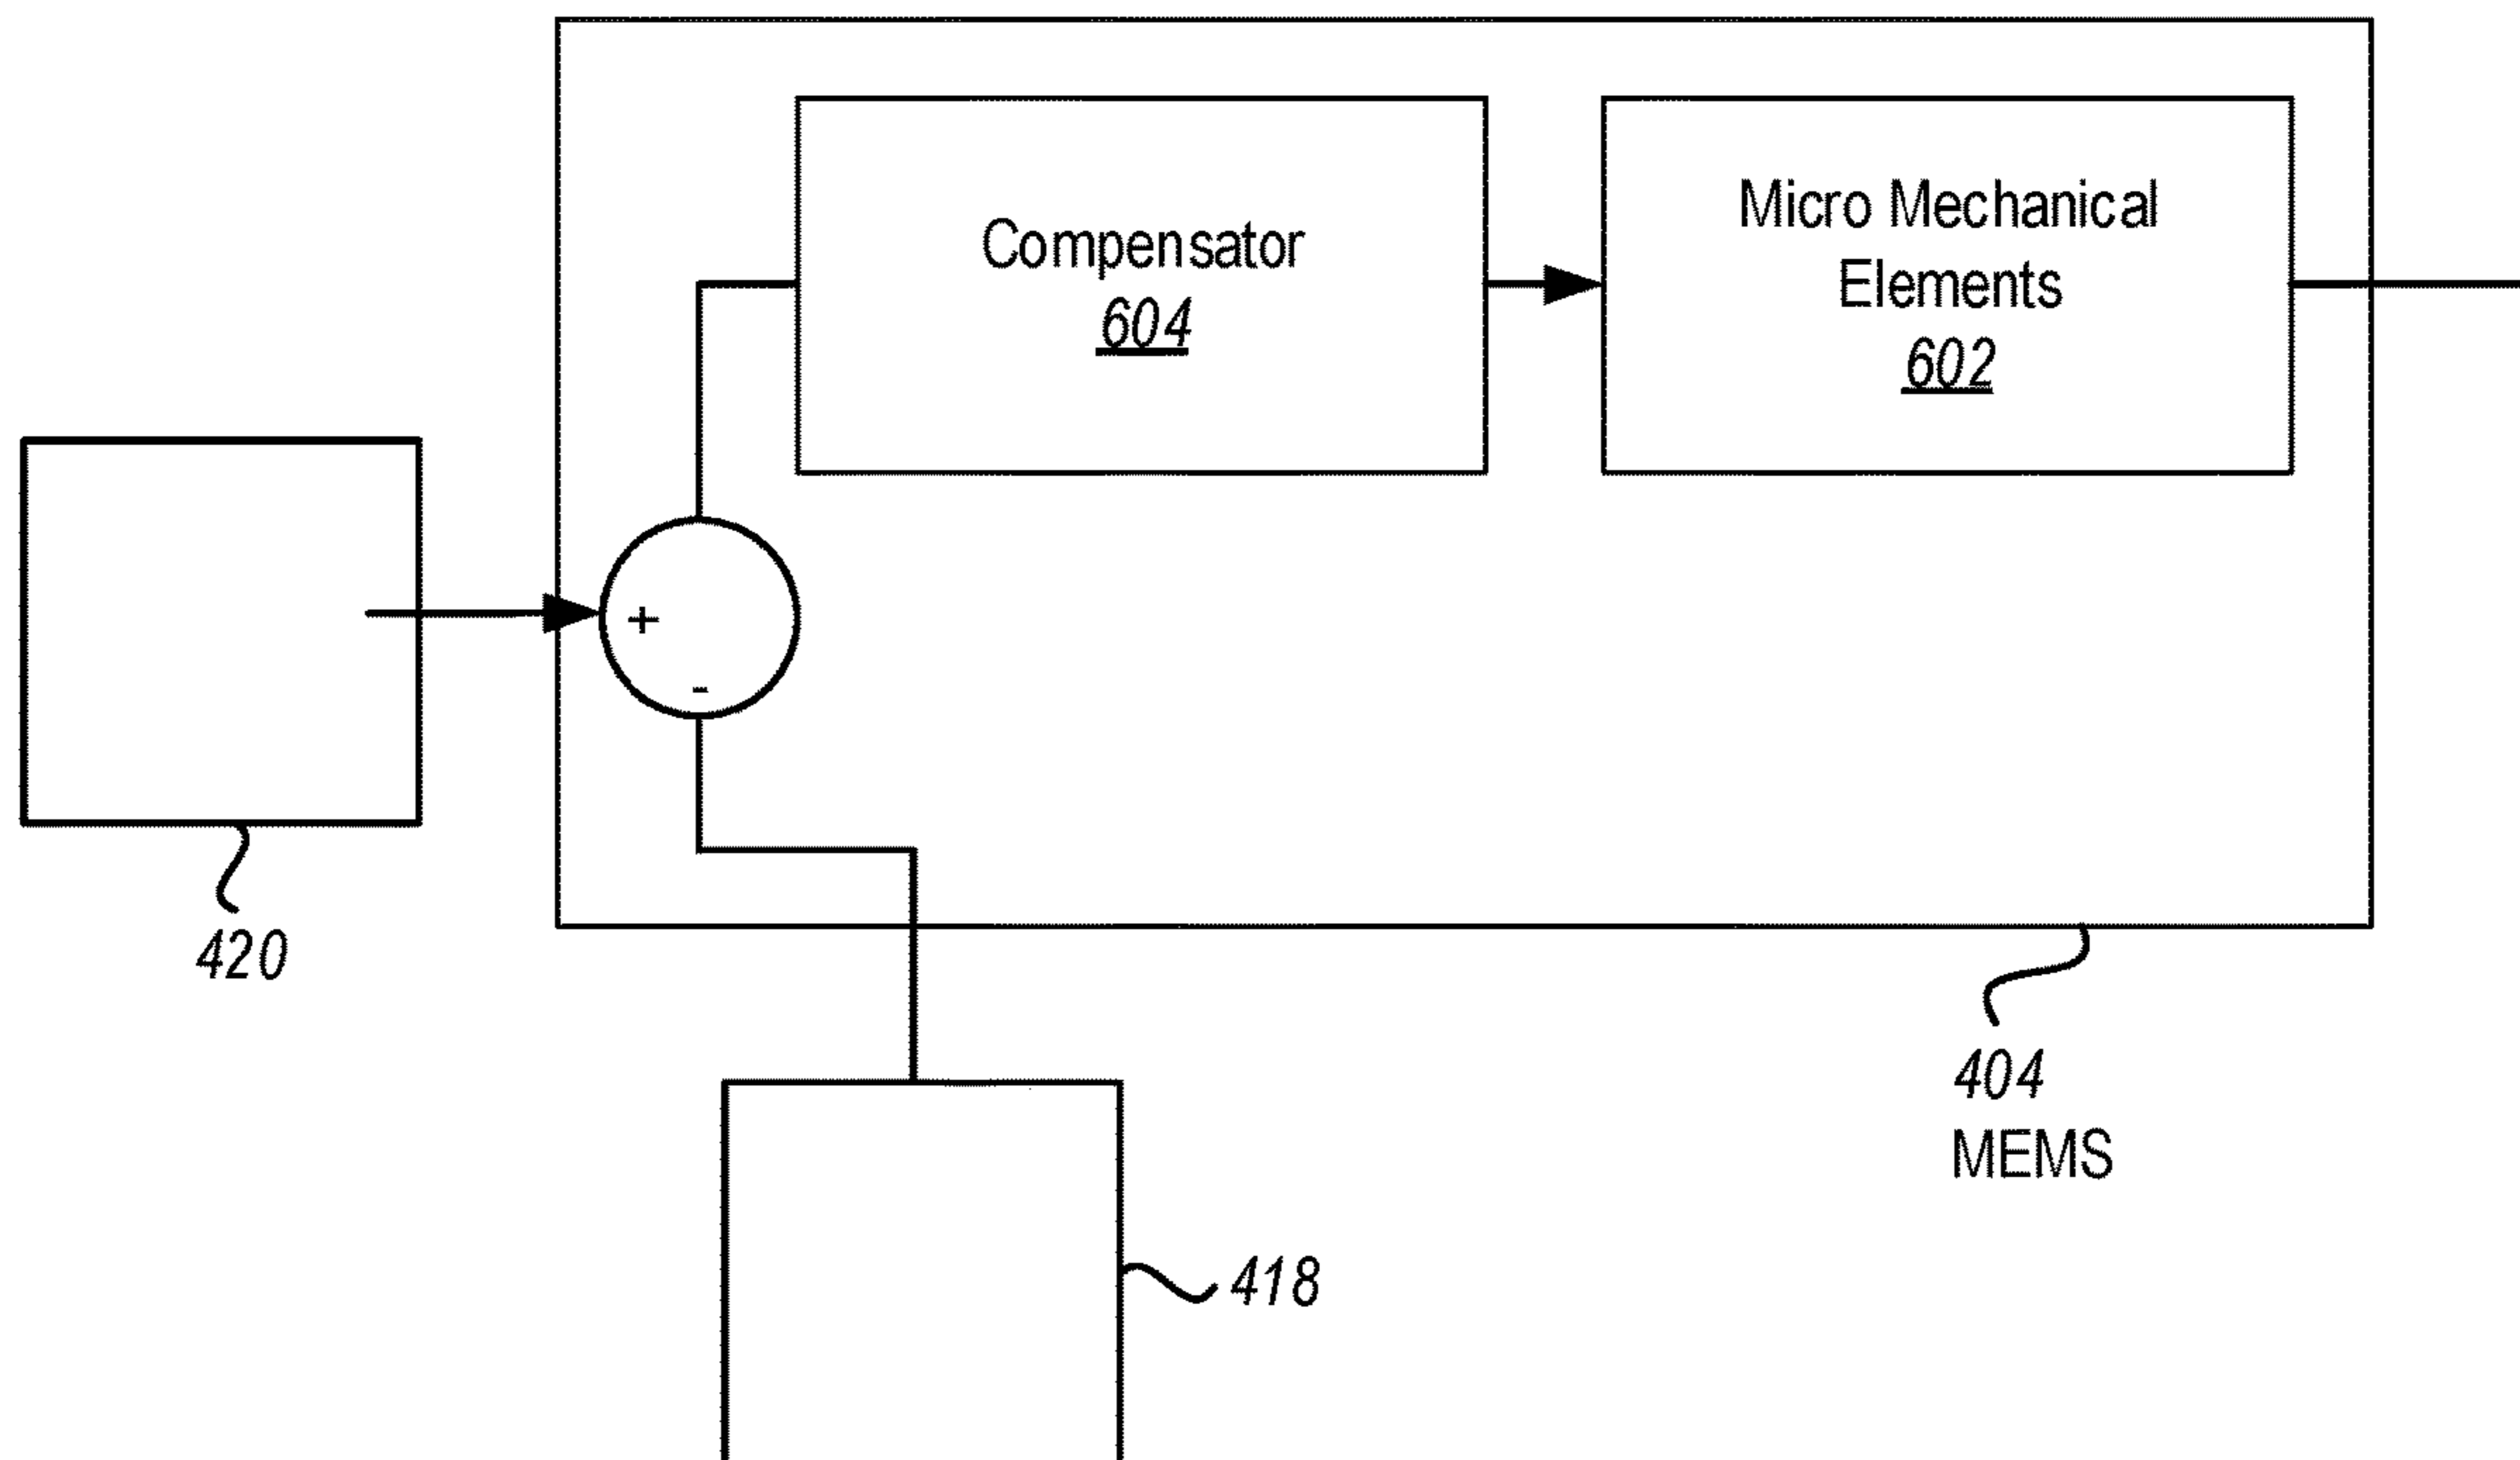 Compensator
604
Micro Mechanical
Elements
602
+
-
420
404
MEMS
418